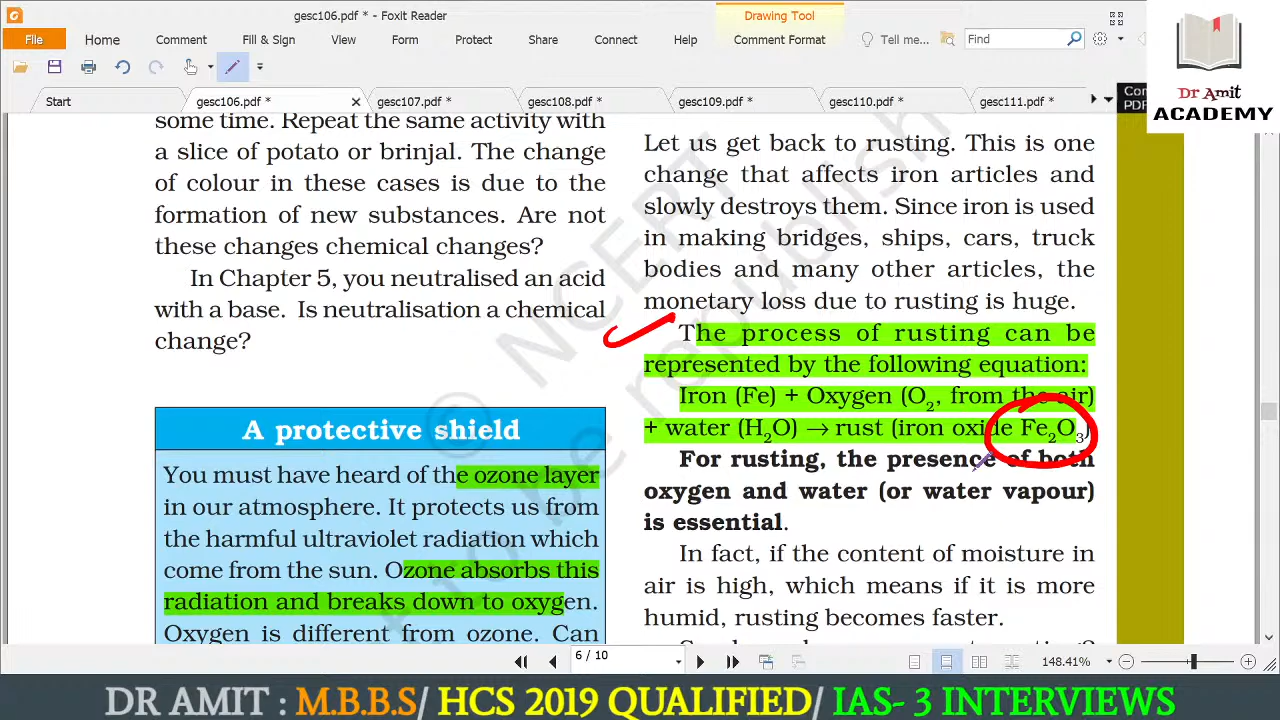 gesc106.pdf * - Foxit Reader
Drawing Tool
File Home Comment Fill & Sign View Form Protect Share Connect Help Comment Format Tell me... Find
Start gesc106.pdf * gesc107.pdf * gesc108.pdf * gesc109.pdf * gesc110.pdf * gesc111.pdf *
Dr Amit
ACADEMY
some time. Repeat the same activity with
a slice of potato or brinjal. The change
of colour in these cases is due to the
formation of new substances. Are not
these changes chemical changes?
In Chapter 5, you neutralised an acid
with a base. Is neutralisation a chemical
change?
A protective shield
You must have heard of the ozone layer
in our atmosphere. It protects us from
the harmful ultraviolet radiation which
come from the sun. Ozone absorbs this
radiation and breaks down to oxygen.
Oxygen is different from ozone. Can
Let us get back to rusting. This is one
change that affects iron articles and
slowly destroys them. Since iron is used
in making bridges, ships, cars, truck
bodies and many other articles, the
monetary loss due to rusting is huge.
The process of rusting can be
represented by the following equation:
Iron (Fe) + Oxygen (O₂, from the air)
+ water (H₂O) → rust (iron oxide Fe₂O₃)
For rusting, the presence of both
oxygen and water (or water vapour)
is essential.
In fact, if the content of moisture in
air is high, which means if it is more
humid, rusting becomes faster.
© NCERT
6 / 10
148.41%
DR AMIT : M.B.B.S/ HCS 2019 QUALIFIED/ IAS- 3 INTERVIEWS